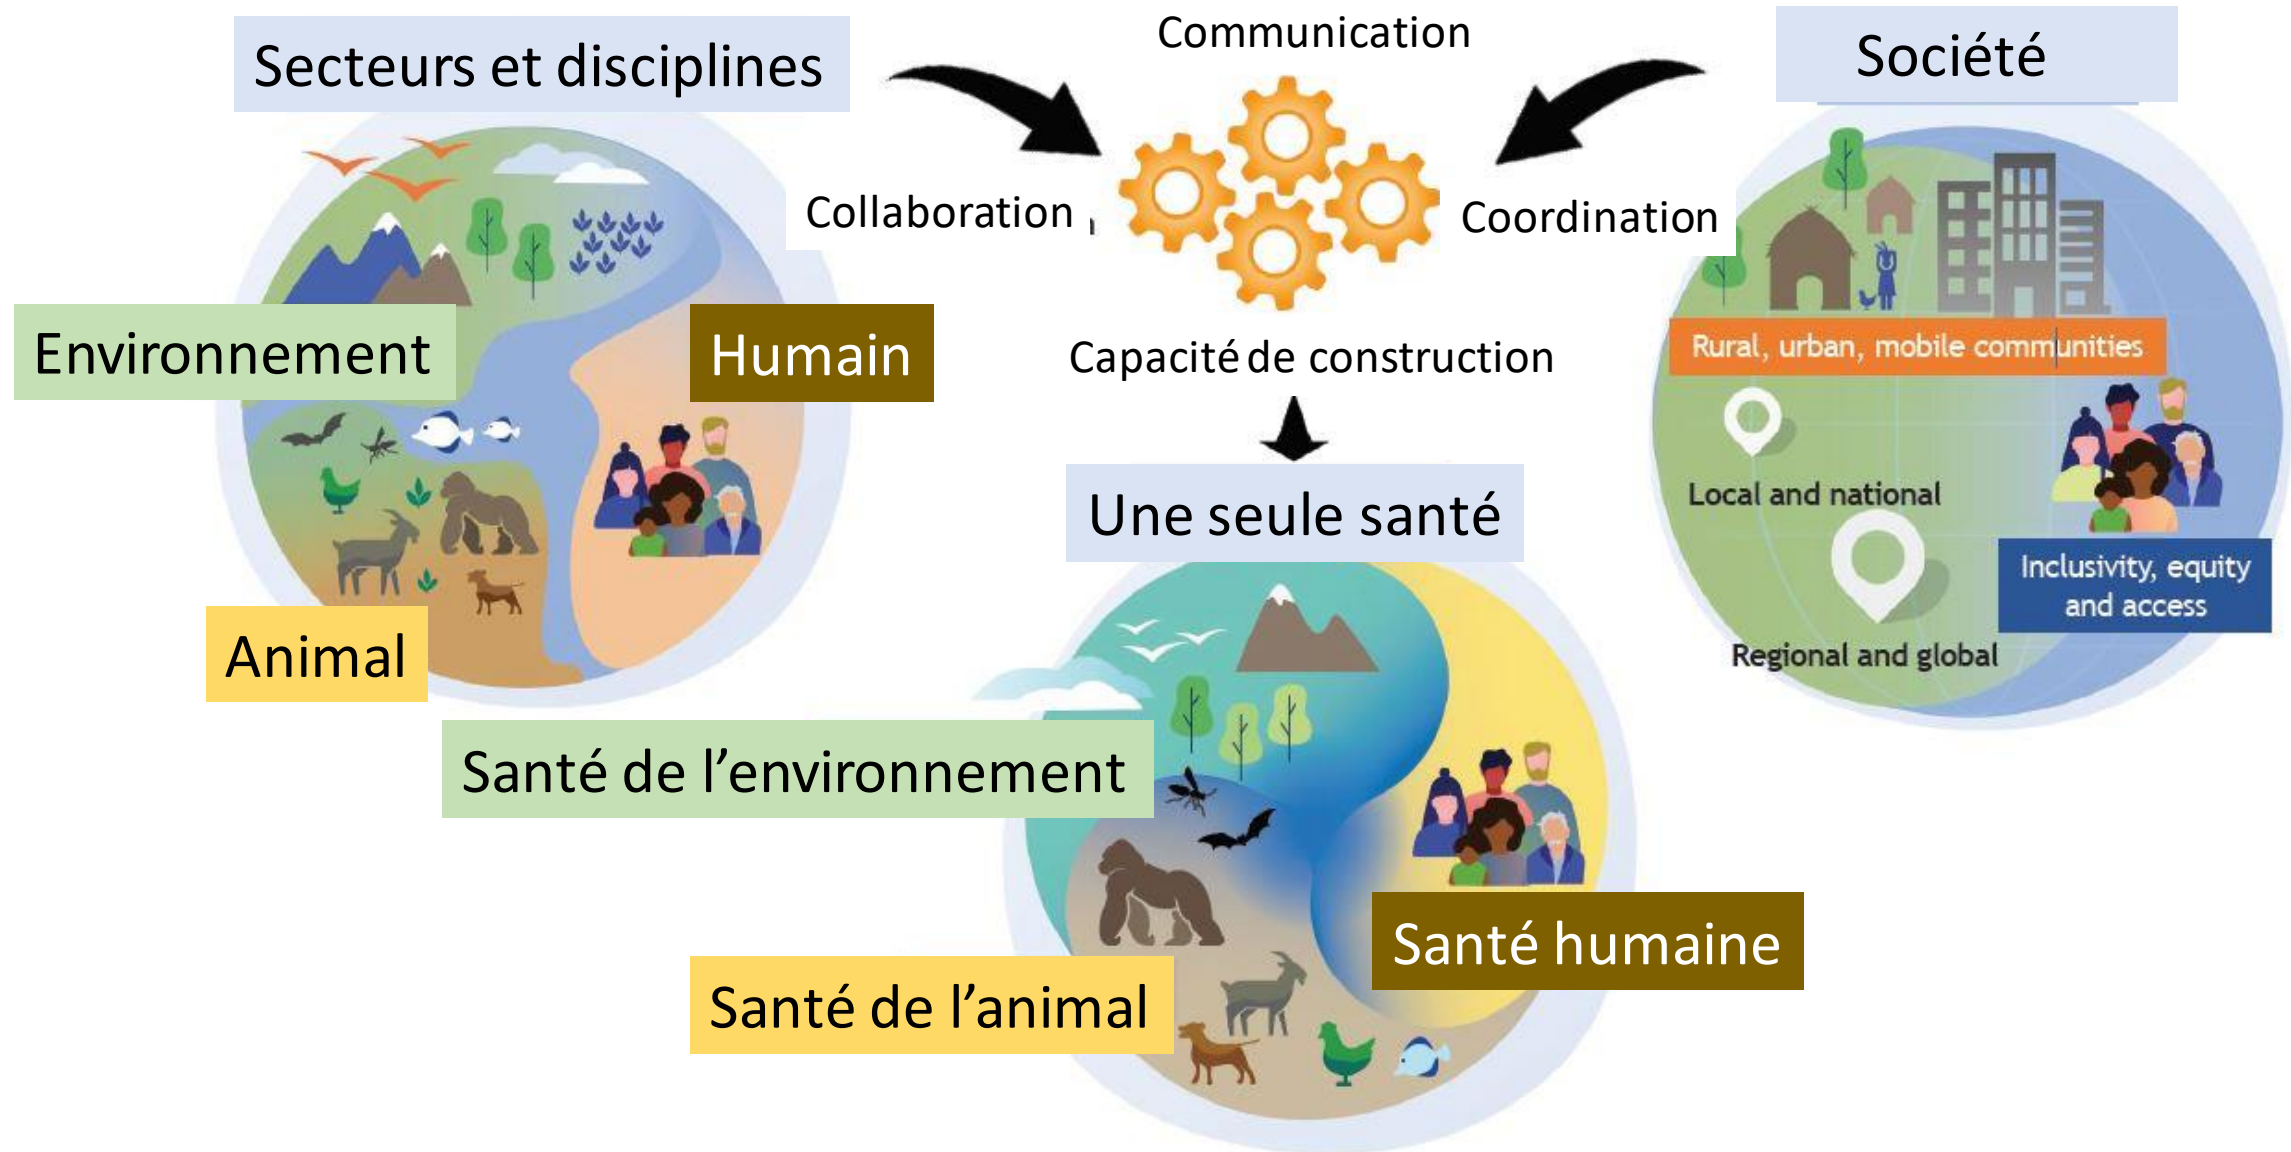 Secteurs et disciplines
Communication
Société
Collaboration
Coordination
Environnement
Humain
Capacité de construction
Rural, urban, mobile communities
Local and national
Une seule santé
Inclusivity, equity
and access
Animal
Regional and global
Santé de l’environnement
Santé humaine
Santé de l’animal